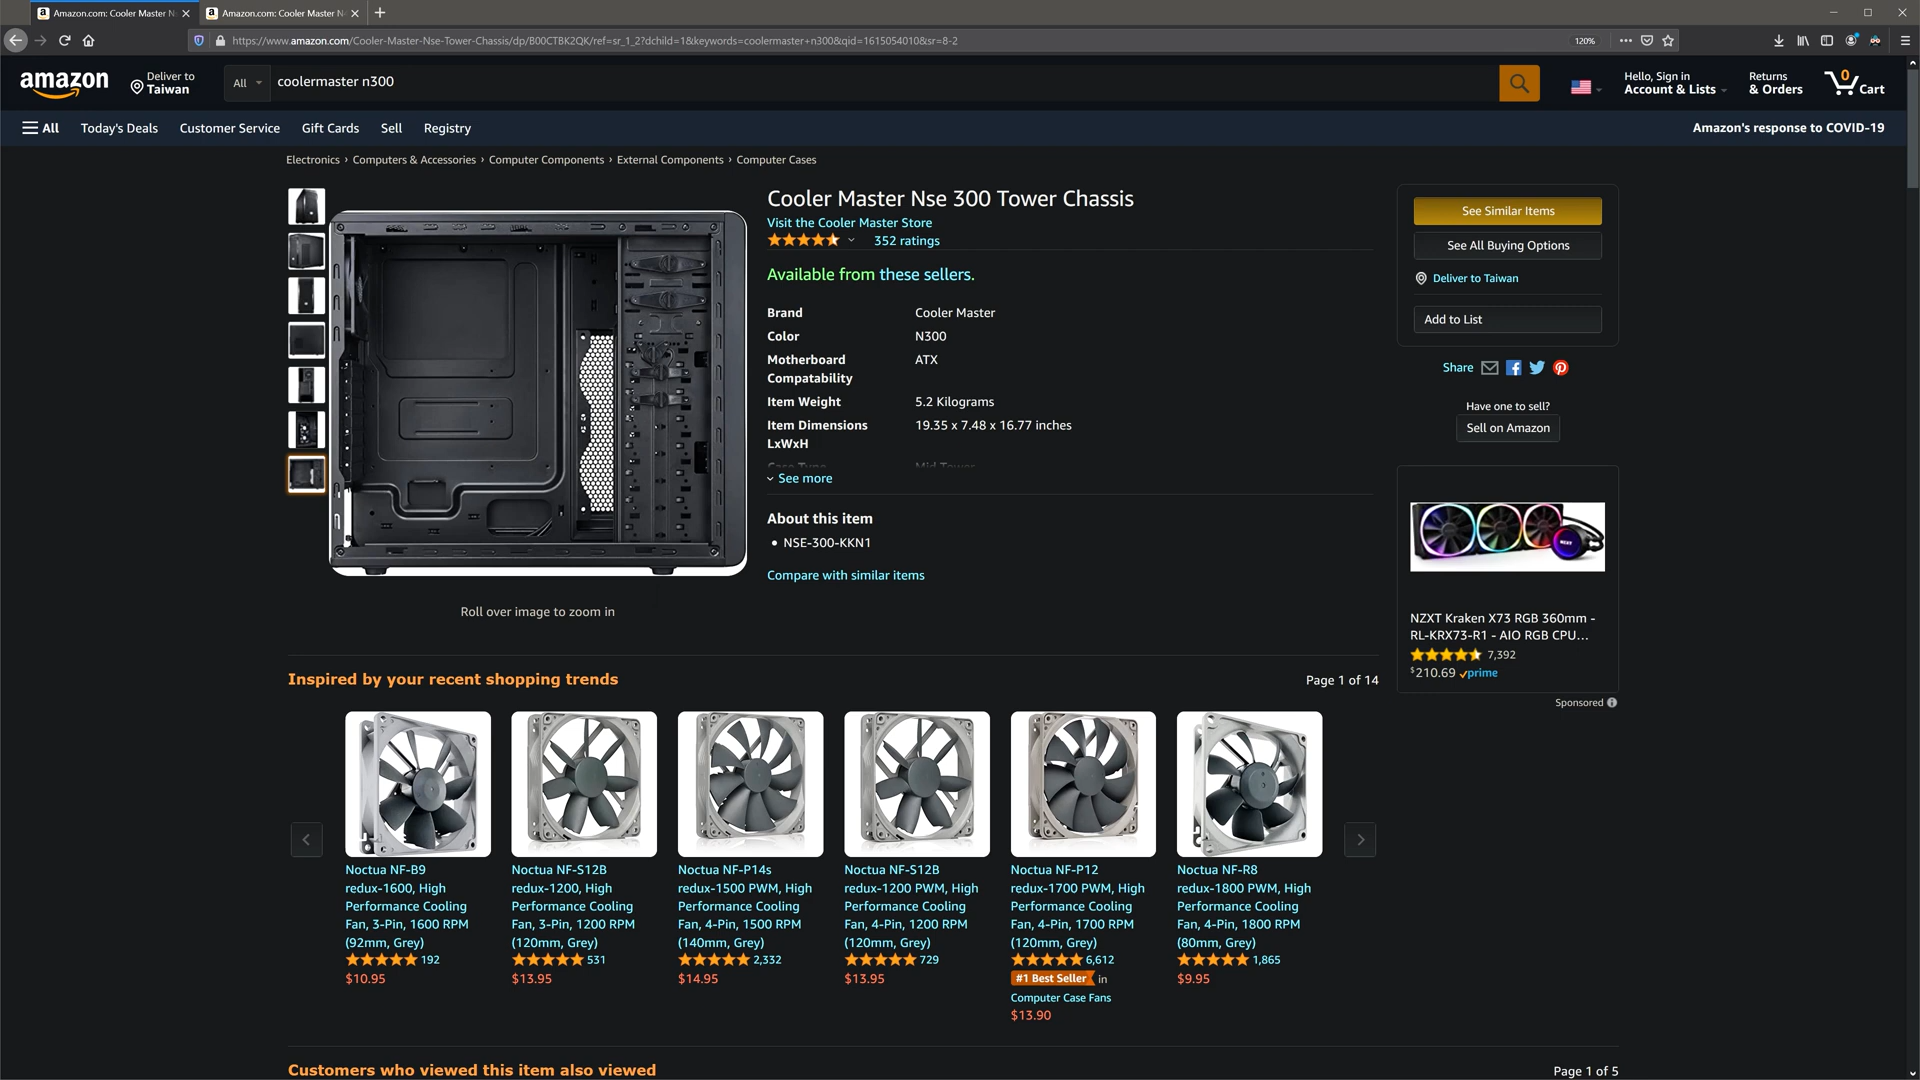 Amazon.com: Cooler Master N
Amazon.com: Cooler Master N
https://www.amazon.com/Cooler-Master-Nse-Tower-Chassis/dp/B00CTBK2QK/ref=sr_1_2?dchild=1&keywords=coolermaster+n300&qid=1615054010&sr=8-2
120%
amazon
Deliver to
Taiwan
All
coolermaster n300
Hello, Sign in
Account & Lists
Returns
& Orders
0
Cart
All
Today's Deals
Customer Service
Gift Cards
Sell
Registry
Amazon's response to COVID-19
Electronics › Computers & Accessories › Computer Components › External Components › Computer Cases
Cooler Master Nse 300 Tower Chassis
Visit the Cooler Master Store
352 ratings
Available from these sellers.
Brand Cooler Master
Color N300
Motherboard ATX
Compatability
Item Weight 5.2 Kilograms
Item Dimensions 19.35 x 7.48 x 16.77 inches
LxWxH
Case Type Mid Tower
See more
About this item
• NSE-300-KKN1
Compare with similar items
Roll over image to zoom in
See Similar Items
See All Buying Options
Deliver to Taiwan
Add to List
Share
Have one to sell?
Sell on Amazon
NZXT
NZXT Kraken X73 RGB 360mm -
RL-KRX73-R1 - AIO RGB CPU...
7,392
$210.69 prime
Sponsored
Inspired by your recent shopping trends
Page 1 of 14
Noctua NF-B9
redux-1600, High
Performance Cooling
Fan, 3-Pin, 1600 RPM
(92mm, Grey)
192
$10.95
Noctua NF-S12B
redux-1200, High
Performance Cooling
Fan, 3-Pin, 1200 RPM
(120mm, Grey)
531
$13.95
Noctua NF-P14s
redux-1500 PWM, High
Performance Cooling
Fan, 4-Pin, 1500 RPM
(140mm, Grey)
2,332
$14.95
Noctua NF-S12B
redux-1200 PWM, High
Performance Cooling
Fan, 4-Pin, 1200 RPM
(120mm, Grey)
729
$13.95
Noctua NF-P12
redux-1700 PWM, High
Performance Cooling
Fan, 4-Pin, 1700 RPM
(120mm, Grey)
6,612
#1 Best Seller in
Computer Case Fans
$13.90
Noctua NF-R8
redux-1800 PWM, High
Performance Cooling
Fan, 4-Pin, 1800 RPM
(80mm, Grey)
1,865
$9.95
Customers who viewed this item also viewed
Page 1 of 5